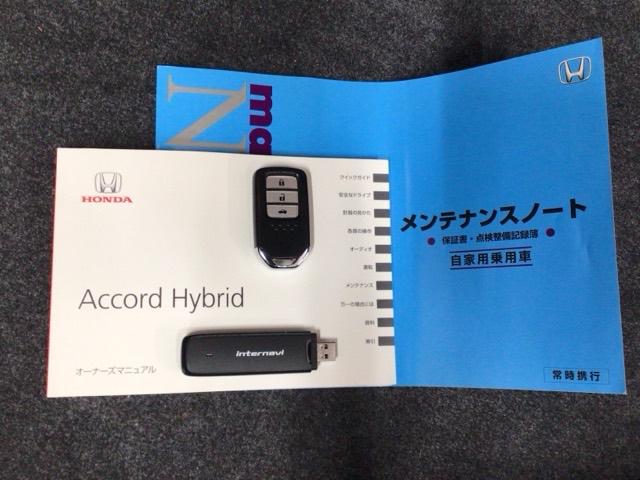 ma
N
HONDA
Accord Hybrid
オーナーズマニュアル
クイックガイド
安全なドライブ
計器の見かた
各部の操作
オーディオ
運転
メンテナンス
万一の場合には
資料
索引
internavi
メンテナンスノート
● 保証書・点検整備記録簿 ●
自家用乗用車
常時携行